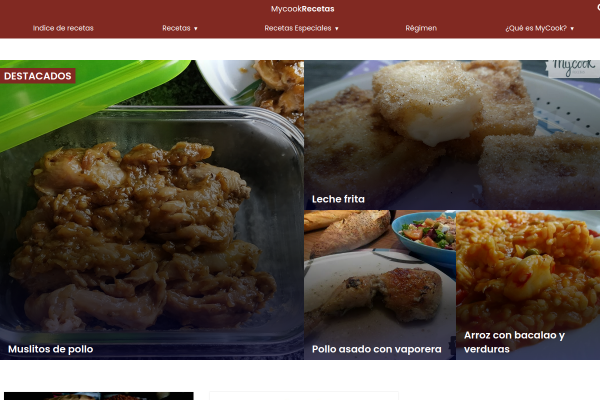 MycookRecetas
Indice de recetas Recetas ▾ Recetas Especiales ▾ Régimen ¿Qué es MyCook? ▾
DESTACADOS
Mycook
Leche frita
Muslitos de pollo
Pollo asado con vaporera
Arroz con bacalao y
verduras